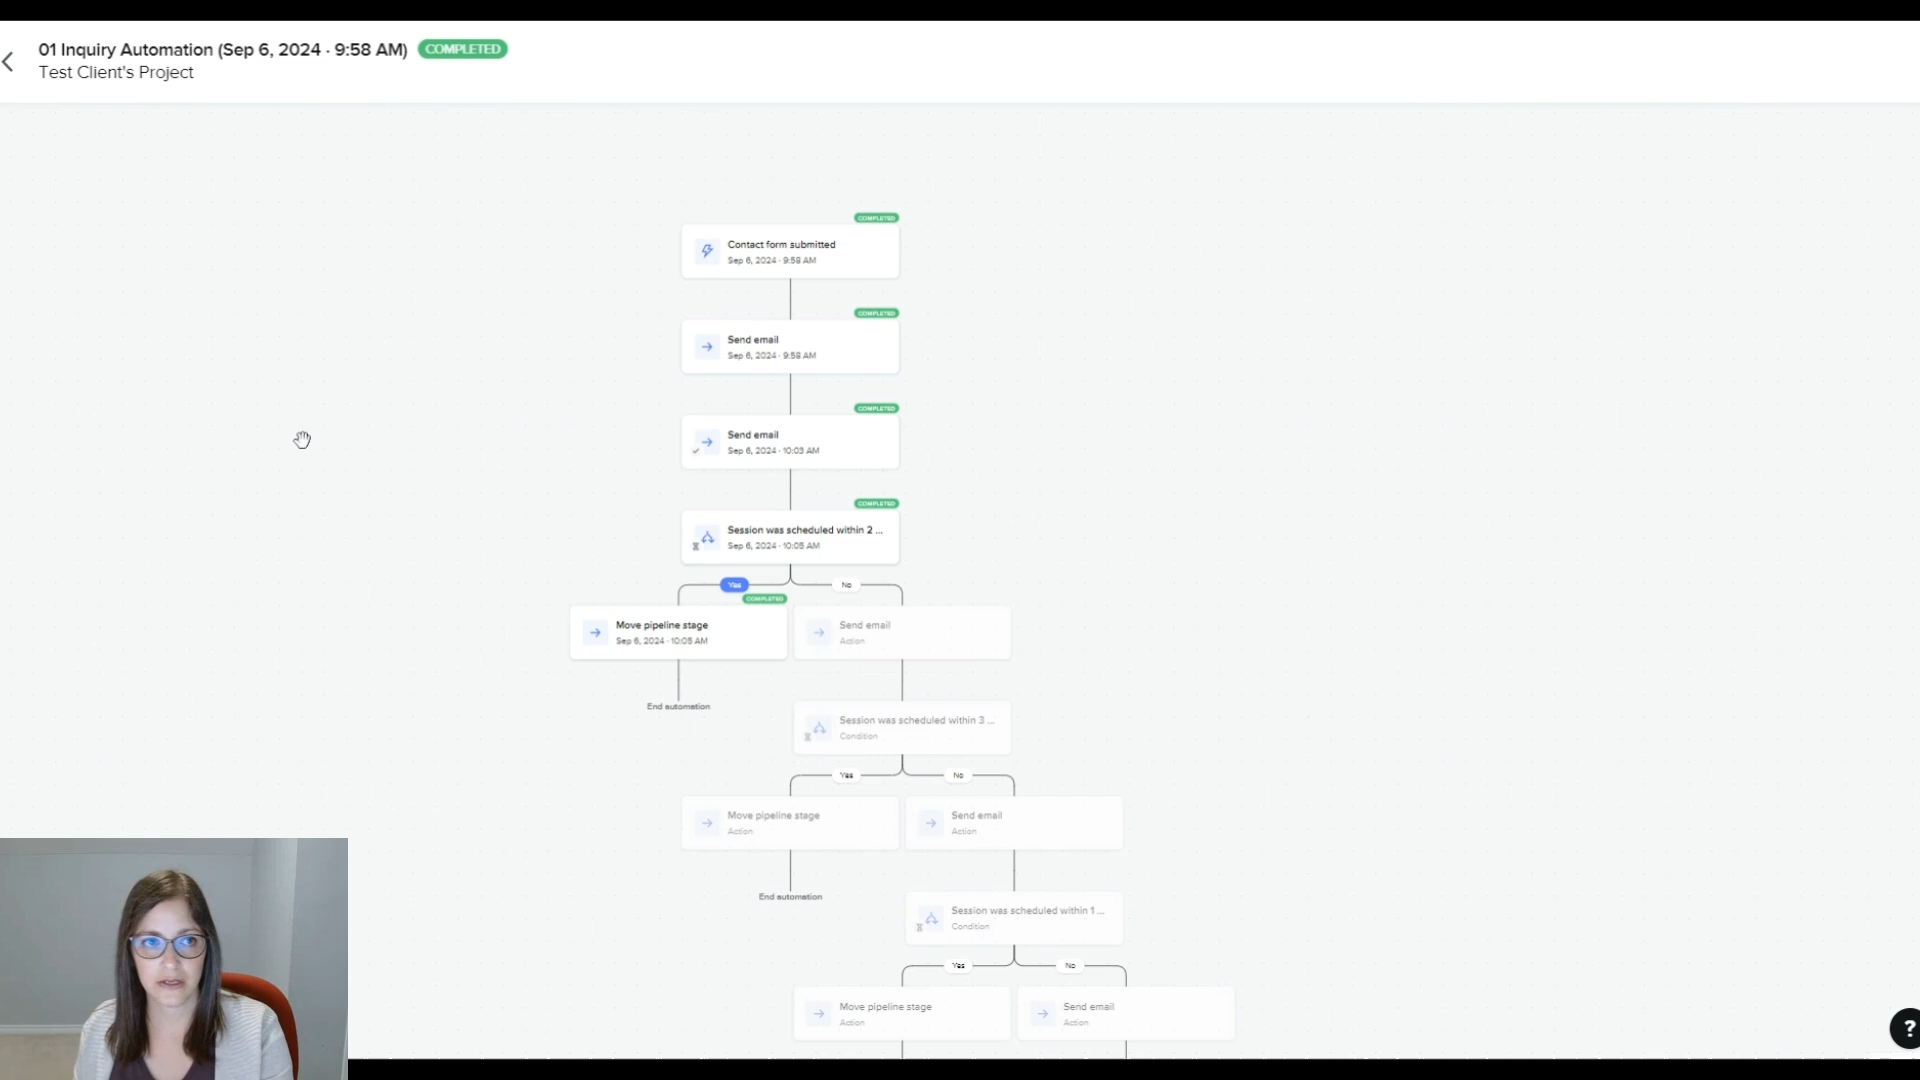 01 Inquiry Automation (Sep 6, 2024 · 9:58 AM) COMPLETED
Test Client's Project
COMPLETED
Contact form submitted
Sep 6, 2024 · 9:58 AM
COMPLETED
Send email
Sep 6, 2024 · 9:58 AM
COMPLETED
Send email
Sep 6, 2024 · 10:03 AM
COMPLETED
Session was scheduled within 2 ...
Sep 6, 2024 · 10:05 AM
Yes
No
COMPLETED
Move pipeline stage
Sep 6, 2024 · 10:05 AM
Send email
Action
End automation
Session was scheduled within 3 ...
Condition
Yes
No
Move pipeline stage
Action
Send email
Action
End automation
Session was scheduled within 1 ...
Condition
Yes
No
Move pipeline stage
Action
Send email
Action
?